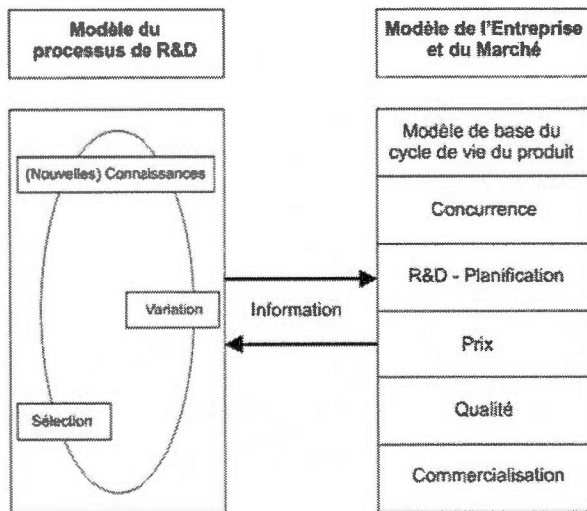 Modèle du
processus de R&D
Modèle de l'Entreprise
et du Marché
(Nouvelles) Connaissances
Variation
Sélection
Information
Modèle de base du
cycle de vie du produit
Concurrence
R&D - Planification
Prix
Qualité
Commercialisation